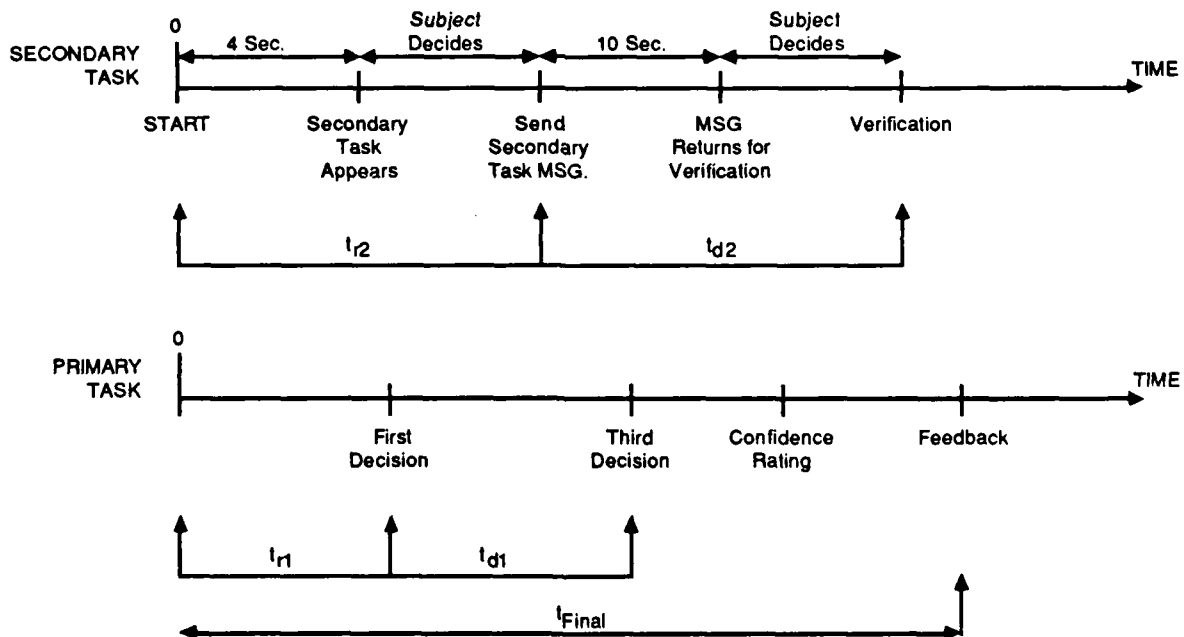 0
4 Sec.
Subject
Decides
10 Sec.
Subject
Decides
SECONDARY
TASK
TIME
START
Secondary
Task
Appears
Send
Secondary
Task MSG.
MSG
Returns for
Verification
Verification
tr2
td2
0
PRIMARY
TASK
TIME
First
Decision
Third
Decision
Confidence
Rating
Feedback
tr1
td1
tFinal